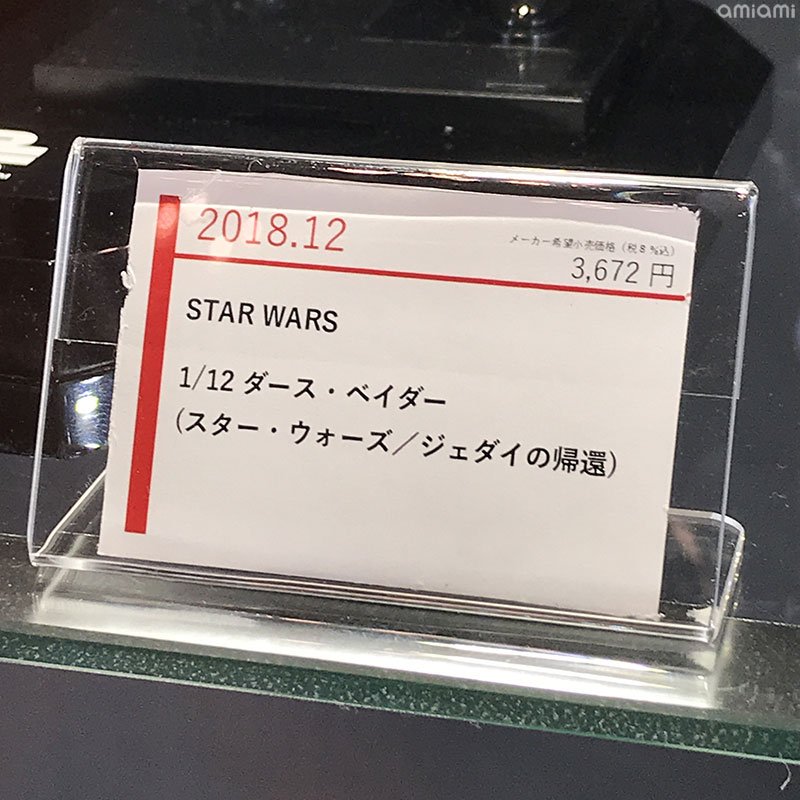 amiami
2018.12
メーカー希望小売価格（税8%込）
3,672 円
STAR WARS
1/12 ダース・ベイダー
(スター・ウォーズ／ジェダイの帰還)